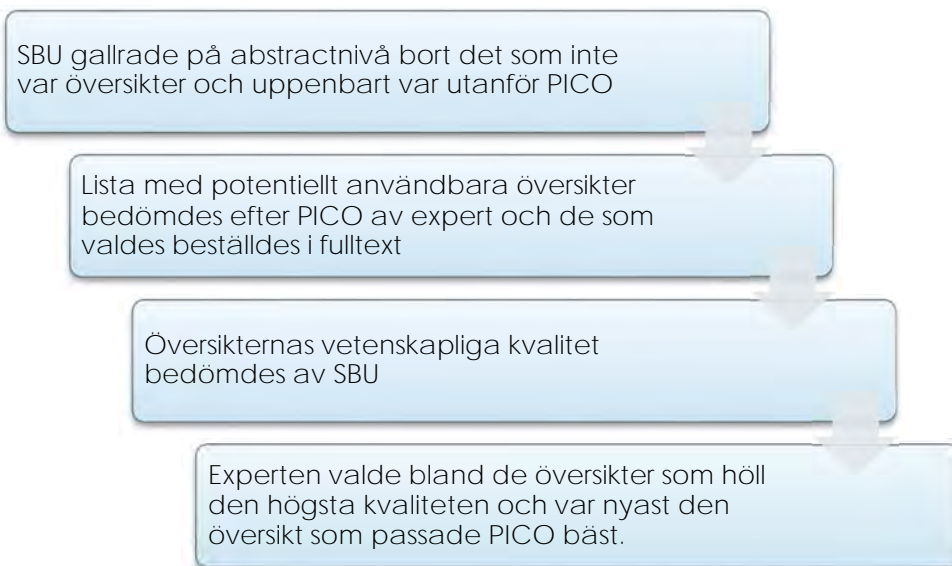 SBU gallrade på abstractnivå bort det som inte
var översikter och uppenbart var utanför PICO
Lista med potentiellt användbara översikter
bedömdes efter PICO av expert och de som
valdes beställdes i fulltext
Översikternas vetenskapliga kvalitet
bedömdes av SBU
Experten valde bland de översikter som höll
den högsta kvaliteten och var nyast den
översikt som passade PICO bäst.